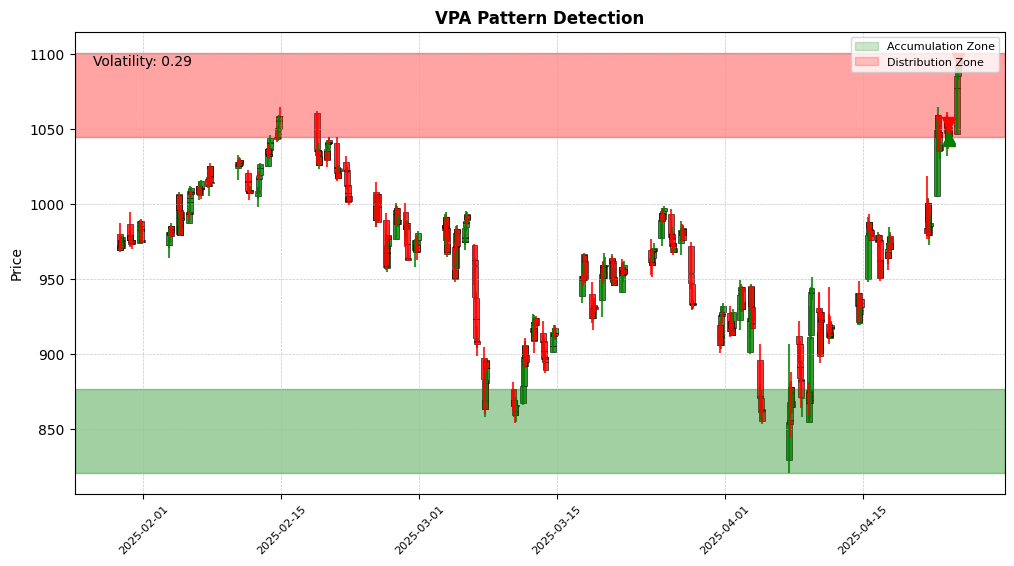 VPA Pattern Detection
Volatility: 0.29
Accumulation Zone
Distribution Zone
Price
1100
1050
1000
950
900
850
2025-02-01
2025-02-15
2025-03-01
2025-03-15
2025-04-01
2025-04-15